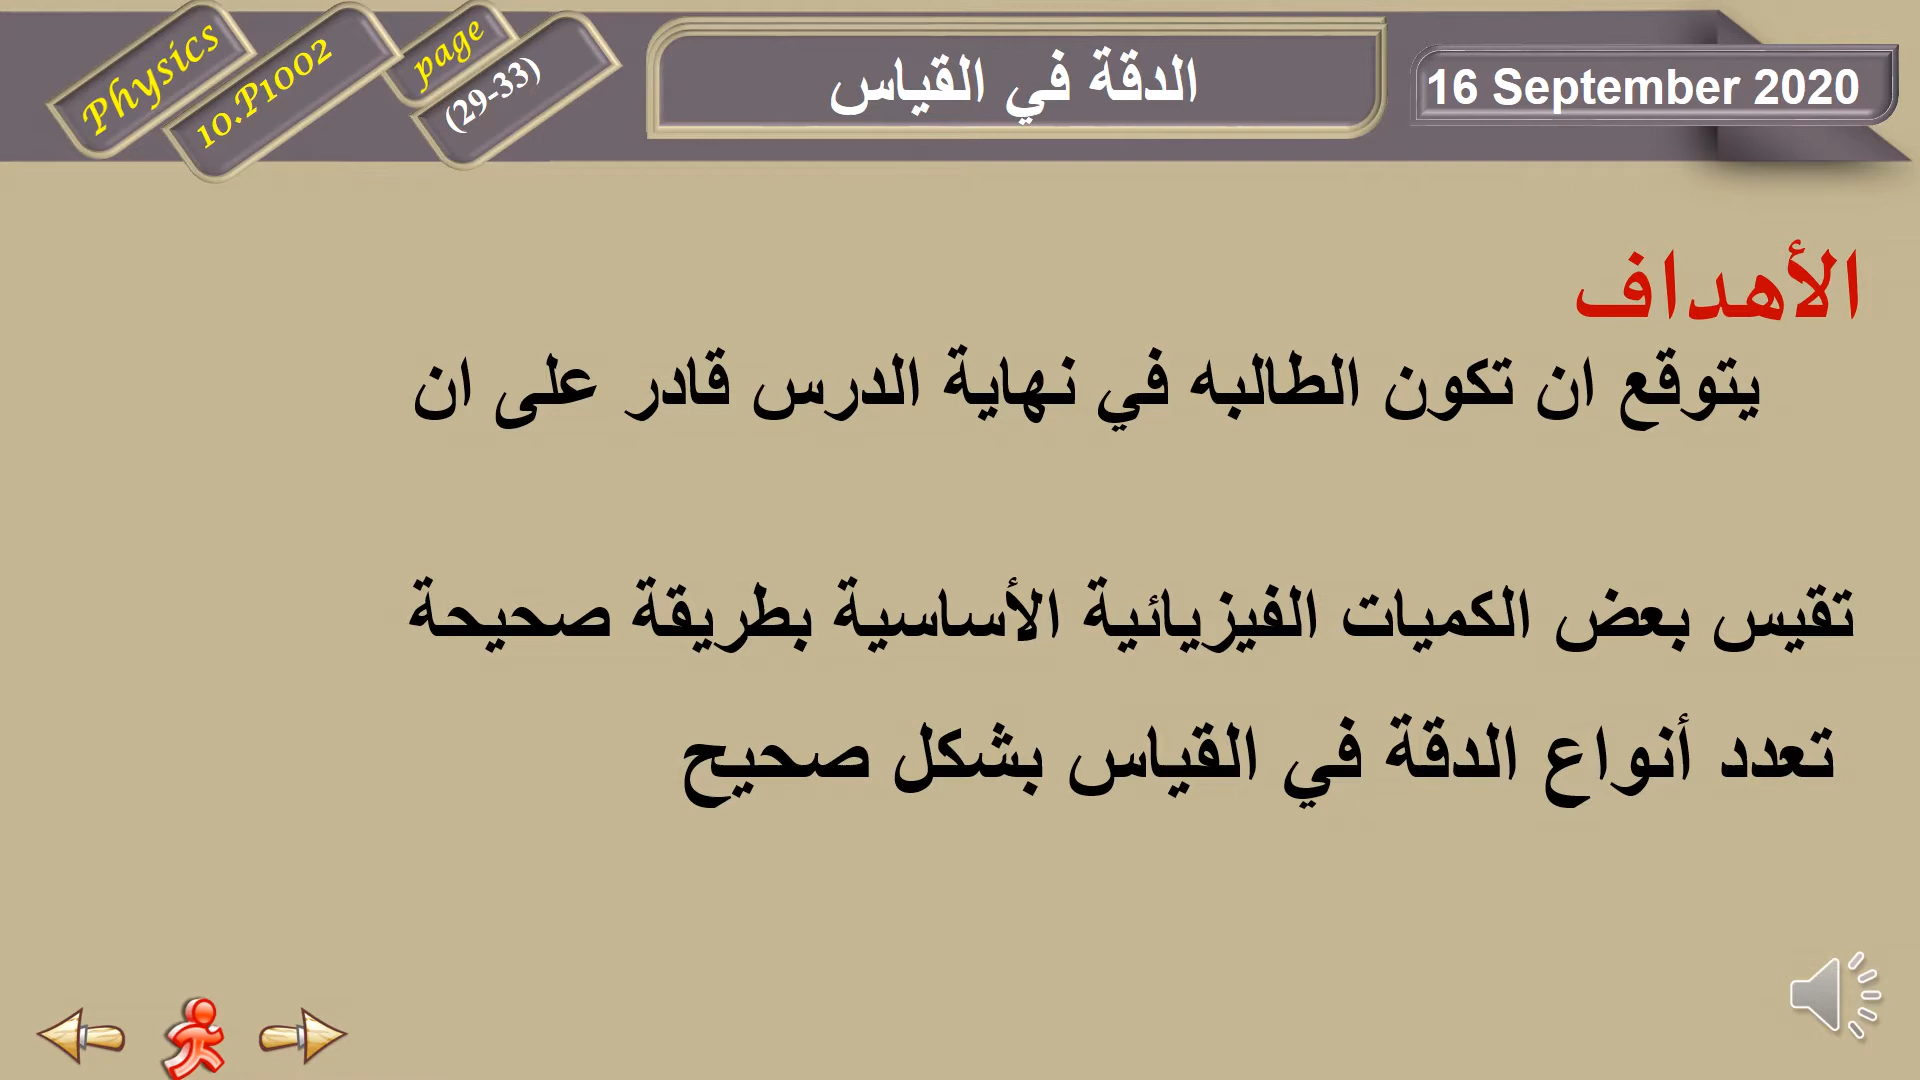 Physics
10.P1002
page
(29-33)
الدقة في القياس
16 September 2020
الأهداف
يتوقع ان تكون الطالبه في نهاية الدرس قادر على ان
تقيس بعض الكميات الفيزيائية الأساسية بطريقة صحيحة
تعدد أنواع الدقة في القياس بشكل صحيح